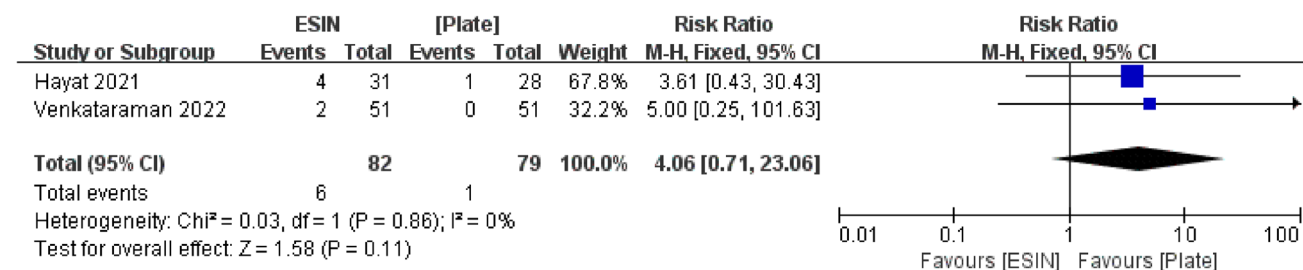 ESIN [Plate] Risk Ratio Risk Ratio
Study or Subgroup Events Total Events Total Weight M-H, Fixed, 95% CI M-H, Fixed, 95% CI
Hayat 2021 4 31 1 28 67.8% 3.61 [0.43, 30.43]
Venkataraman 2022 2 51 0 51 32.2% 5.00 [0.25, 101.63]
Total (95% CI) 82 79 100.0% 4.06 [0.71, 23.06]
Total events 6 1
Heterogeneity: Chi² = 0.03, df = 1 (P = 0.86); I² = 0%
Test for overall effect: Z = 1.58 (P = 0.11)
0.01 0.1 1 10 100
Favours [ESIN] Favours [Plate]